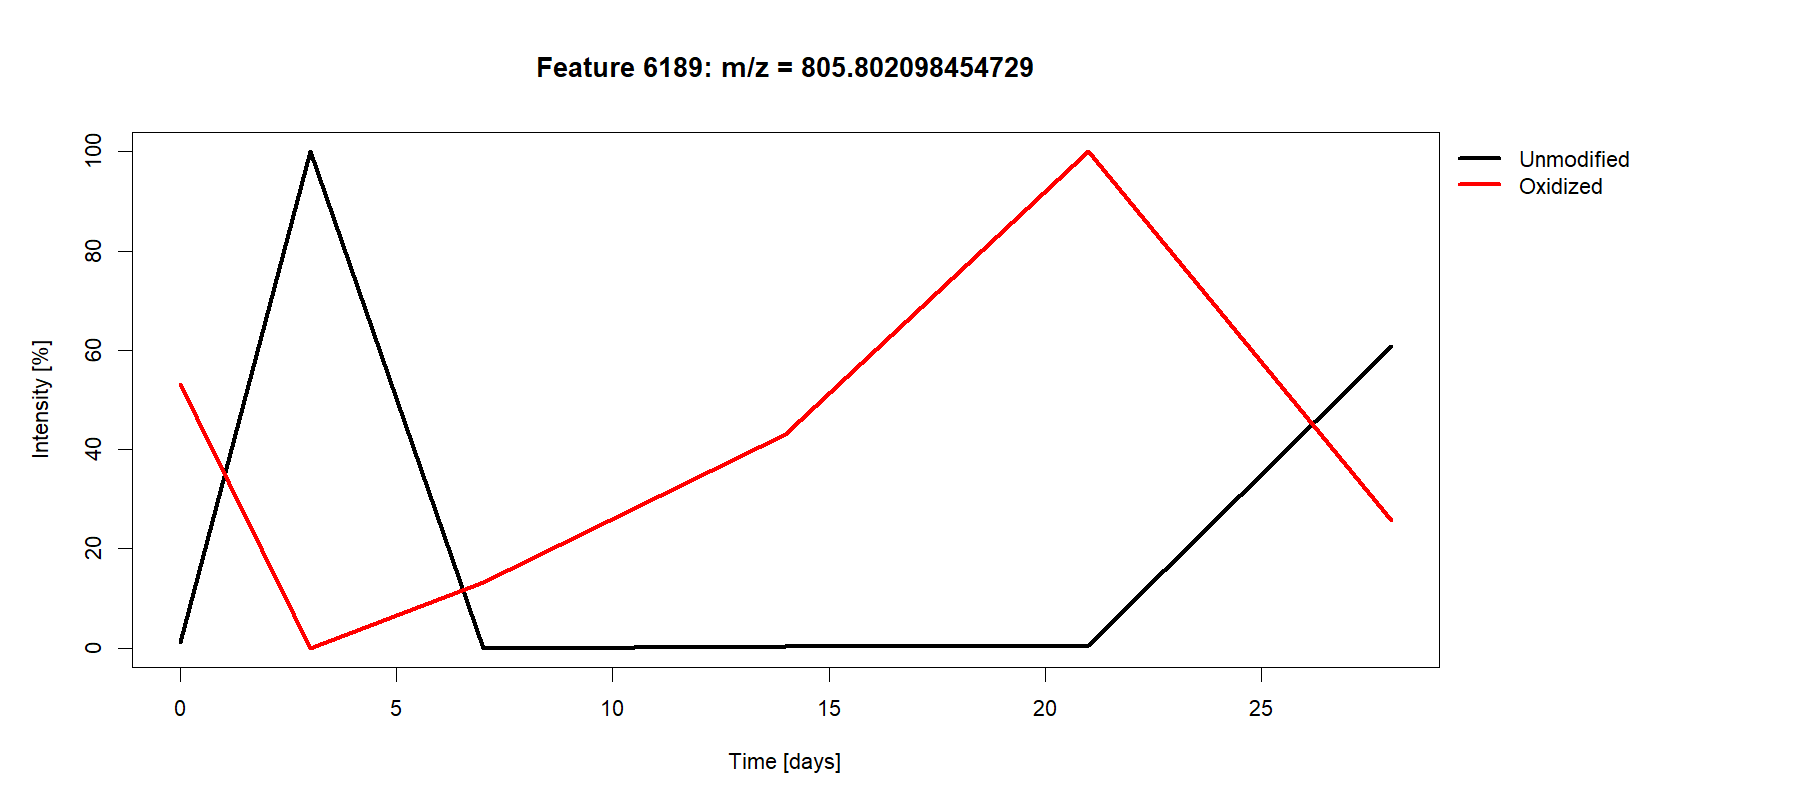 Feature 6189: m/z = 805.802098454729
Unmodified
Oxidized
Intensity [%]
100
80
60
40
20
0
0 5 10 15 20 25
Time [days]